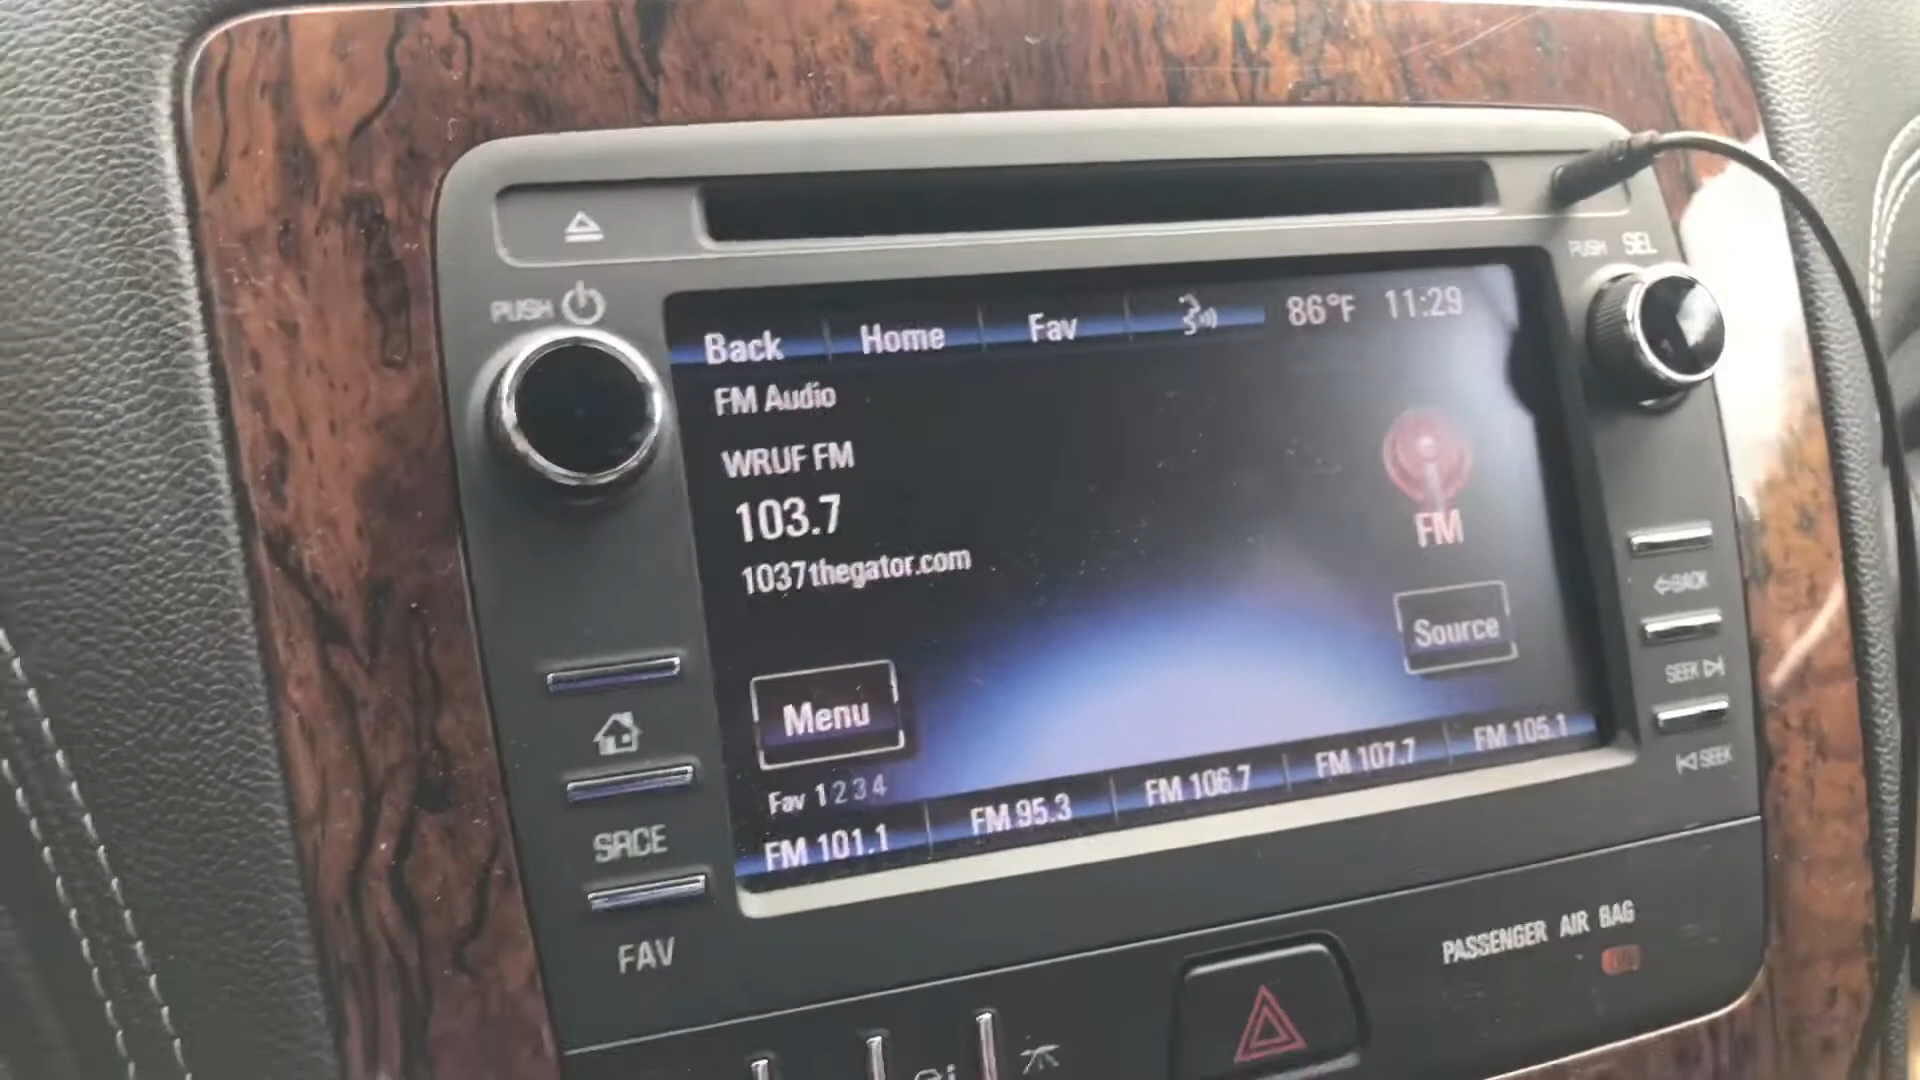 PUSH
PUSH SEL
Back Home Fav 86°F 11:29
FM Audio
WRUF FM
103.7
1037thegator.com
FM
Source
Menu
Fav 1 2 3 4
FM 101.1 FM 95.3 FM 106.7 FM 107.7 FM 105.1
BACK
SEEK
SEEK
SRCE
FAV
PASSENGER AIR BAG